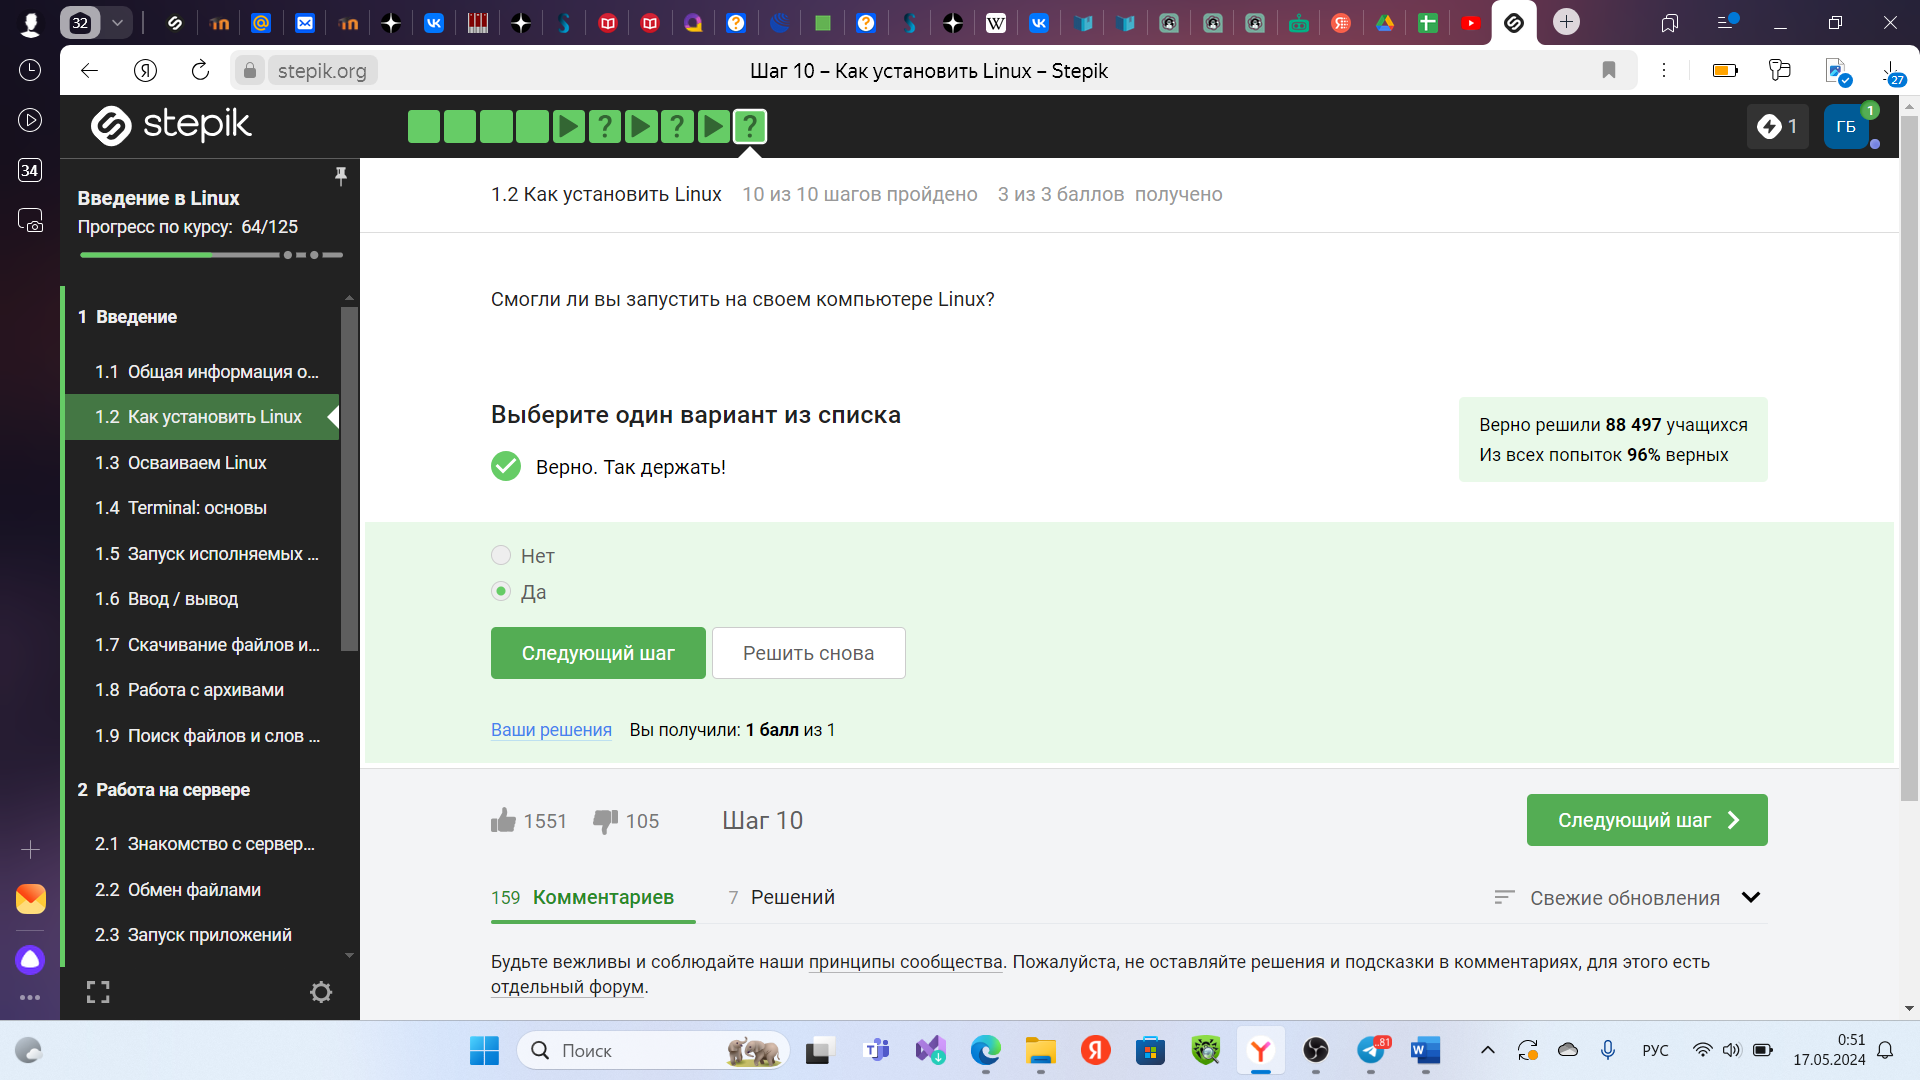 32
stepik.org
Шаг 10 – Как установить Linux – Stepik
27
34
stepik
1
ГБ
1
Введение в Linux
Прогресс по курсу: 64/125
1 Введение
1.1 Общая информация о...
1.2 Как установить Linux
1.3 Осваиваем Linux
1.4 Terminal: основы
1.5 Запуск исполняемых ...
1.6 Ввод / вывод
1.7 Скачивание файлов и...
1.8 Работа с архивами
1.9 Поиск файлов и слов ...
2 Работа на сервере
2.1 Знакомство с сервер...
2.2 Обмен файлами
2.3 Запуск приложений
1.2 Как установить Linux 10 из 10 шагов пройдено 3 из 3 баллов получено
Смогли ли вы запустить на своем компьютере Linux?
Выберите один вариант из списка
Верно. Так держать!
Верно решили 88 497 учащихся
Из всех попыток 96% верных
Нет
Да
Следующий шаг
Решить снова
Ваши решения Вы получили: 1 балл из 1
1551 105 Шаг 10
Следующий шаг
159 Комментариев 7 Решений
Свежие обновления
Будьте вежливы и соблюдайте наши принципы сообщества. Пожалуйста, не оставляйте решения и подсказки в комментариях, для этого есть
отдельный форум.
Поиск
..81
РУС
0:51
17.05.2024